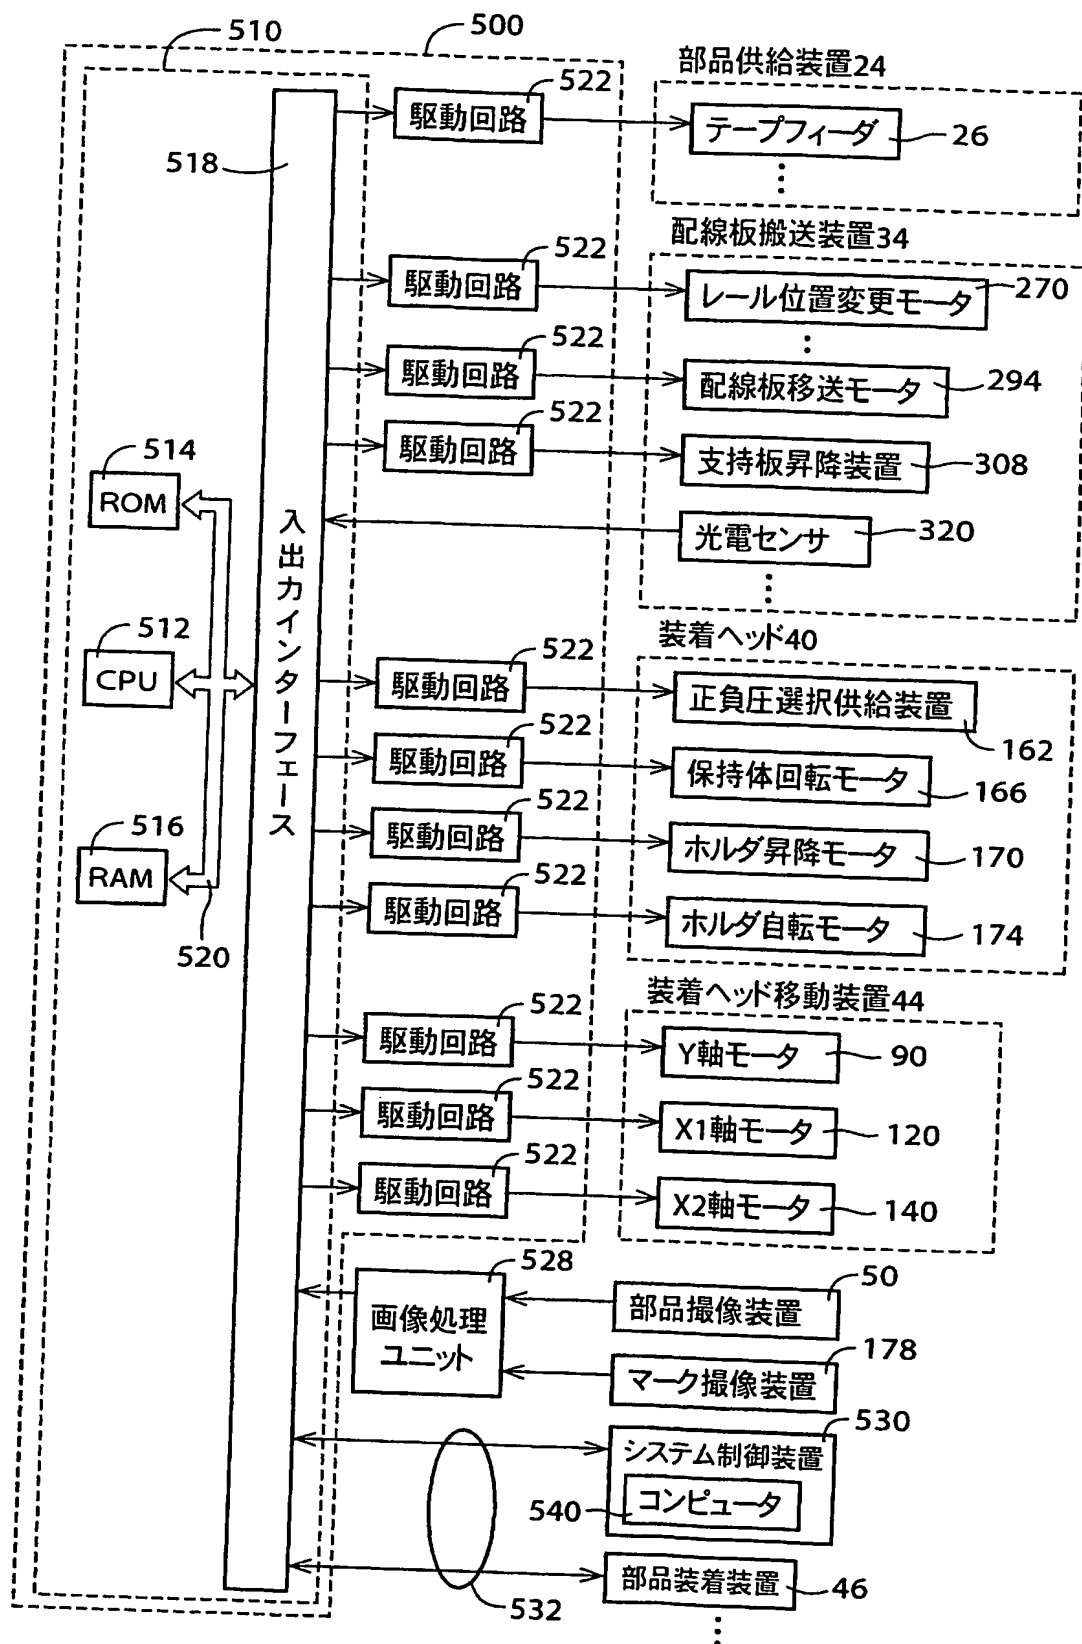 510
500
部品供給装置24
522
駆動回路
テープフィーダ
26
518
配線板搬送装置34
522
駆動回路
レール位置変更モータ
270
522
駆動回路
配線板移送モータ
294
522
駆動回路
支持板昇降装置
308
514
ROM
入出力インターフェース
光電センサ
320
装着ヘッド40
512
CPU
522
駆動回路
正負圧選択供給装置
162
522
駆動回路
保持体回転モータ
166
522
駆動回路
ホルダ昇降モータ
170
516
RAM
522
駆動回路
ホルダ自転モータ
174
520
装着ヘッド移動装置44
522
駆動回路
Y軸モータ
90
522
駆動回路
X1軸モータ
120
522
駆動回路
X2軸モータ
140
528
画像処理
ユニット
50
部品撮像装置
178
マーク撮像装置
530
システム制御装置
コンピュータ
540
部品装着装置
46
532